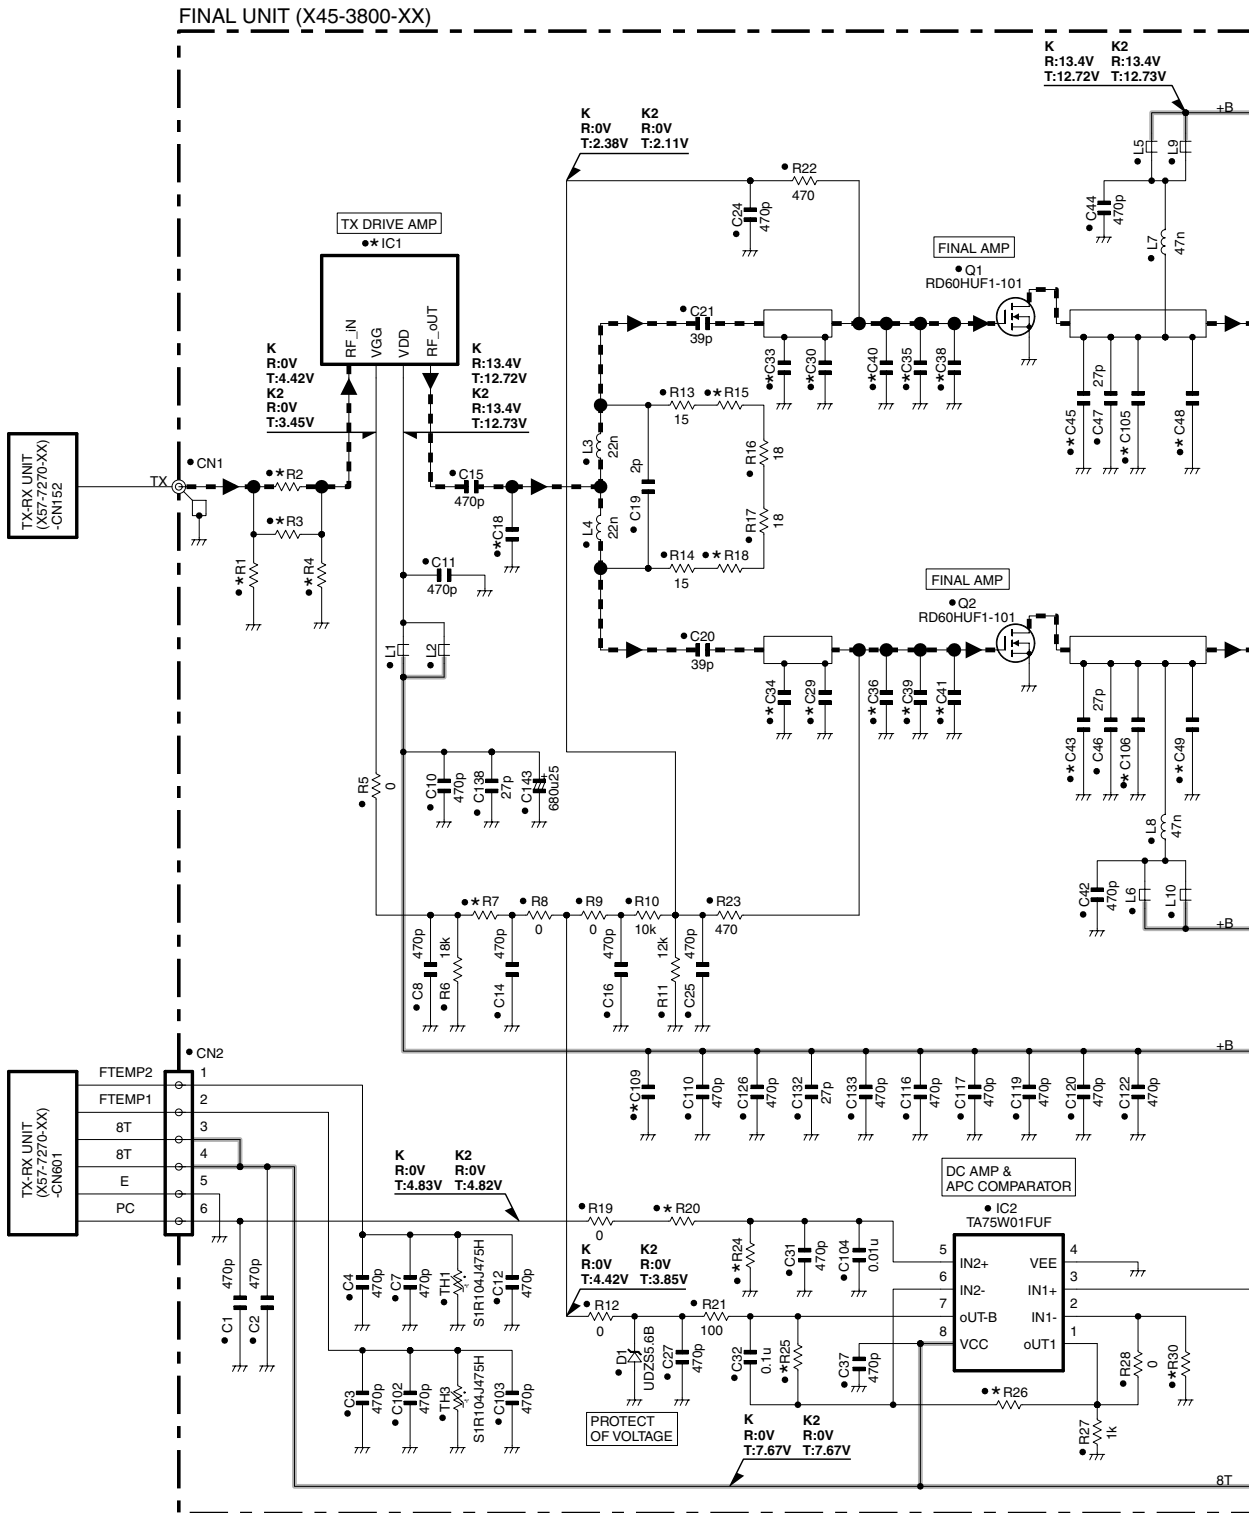 FINAL UNIT (X45-3800-XX)
K K2
R:13.4V R:13.4V
T:12.72V T:12.73V
+B
●L5
●L9
●C44
470p
●L7
47n
K K2
R:0V R:0V
T:2.38V T:2.11V
●R22
470
●C24
470p
TX DRIVE AMP
●*IC1
RF_iN
VGG
VDD
RF_oUT
FINAL AMP
●Q1
RD60HUF1-101
●C21
39p
●*C33
●*C30
●*C40
●*C35
●*C38
●*C45
27p
●C47
●*C105
●*C48
K
R:0V
T:4.42V
K2
R:0V
T:3.45V
K
R:13.4V
T:12.72V
K2
R:13.4V
T:12.73V
●R13
15
●*R15
●R16
18
●L3
22n
2p
●C19
●L4
22n
●R17
18
●R14
15
●*R18
TX-RX UNIT
(X57-7270-XX)
-CN152
TX
●CN1
●*R2
●*R3
●*R1
●*R4
●C15
470p
●*C18
●C11
470p
●L1
●L2
FINAL AMP
●Q2
RD60HUF1-101
●C20
39p
●*C34
●*C29
●*C36
●*C39
●*C41
●*C43
27p
●C46
●*C106
●*C49
●L8
47n
●C42
470p
●L6
●L10
+B
●R5
0
●C10
470p
●C138
27p
●C143
680u25
+
●*R7
●R8
0
●R9
0
●R10
10k
●R23
470
470p
●C8
18k
●R6
470p
●C14
470p
●C16
12k
●R11
470p
●C25
+B
●*C109
●C110
470p
●C126
470p
●C132
27p
●C133
470p
●C116
470p
●C117
470p
●C119
470p
●C120
470p
●C122
470p
●CN2
TX-RX UNIT
(X57-7270-XX)
-CN601
FTEMP2 1
FTEMP1 2
8T 3
8T 4
E 5
PC 6
K K2
R:0V R:0V
T:4.83V T:4.82V
470p
●C1
470p
●C2
●C4
470p
●C7
470p
●TH1
S1R104J475H
●C12
470p
●C3
470p
●C102
470p
●TH3
S1R104J475H
●C103
470p
●R19
0
●*R20
K K2
R:0V R:0V
T:4.42V T:3.85V
●*R24
●C31
470p
●C104
0.01u
●R12
0
●R21
100
●D1
UDZS5.6B
●C27
470p
●C32
0.1u
●*R25
●C37
470p
PROTECT
OF VOLTAGE
DC AMP &
APC COMPARATOR
●IC2
TA75W01FUF
5 IN2+ VEE 4
6 IN2- IN1+ 3
7 oUT-B IN1- 2
8 VCC oUT1 1
●R28
0
●*R30
●*R26
●R27
1k
K K2
R:0V R:0V
T:7.67V T:7.67V
8T